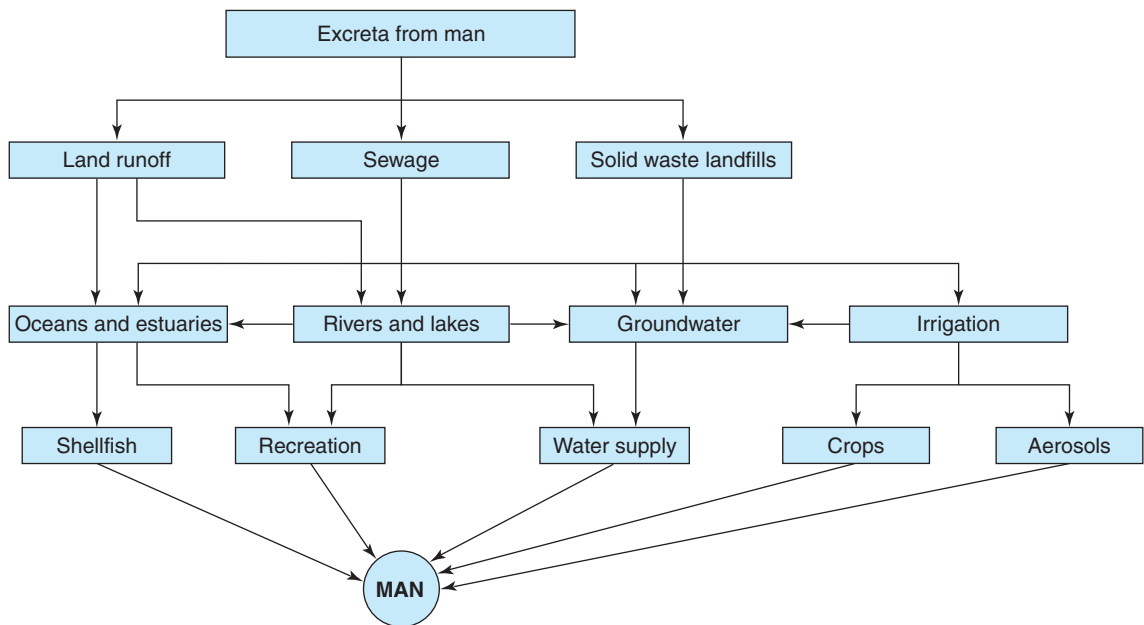 Excreta from man
Land runoff
Sewage
Solid waste landfills
Oceans and estuaries
Rivers and lakes
Groundwater
Irrigation
Shellfish
Recreation
Water supply
Crops
Aerosols
MAN